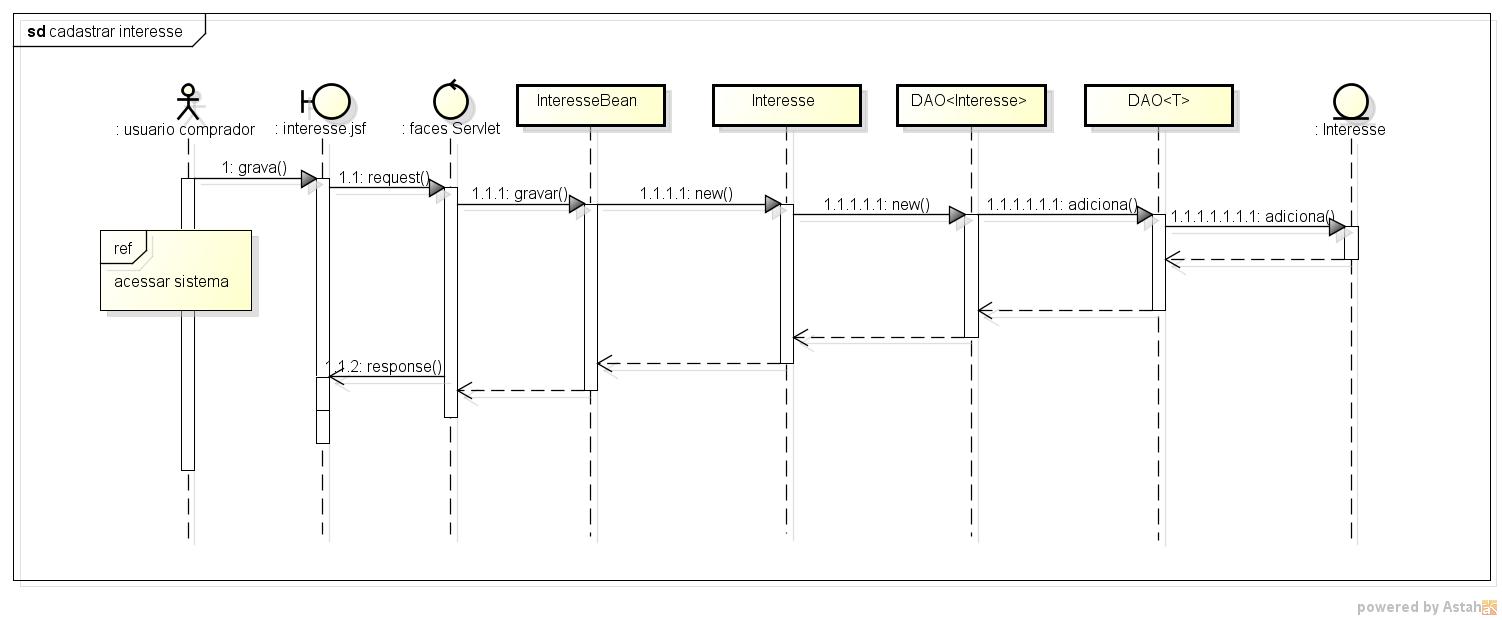 sd cadastrar interesse
: usuario comprador
: interesse.jsf
: faces Servlet
InteresseBean
Interesse
DAO<Interesse>
DAO<T>
: Interesse
1: grava()
1.1: request()
1.1.1: gravar()
1.1.1.1: new()
1.1.1.1.1: new()
1.1.1.1.1.1: adiciona()
1.1.1.1.1.1.1: adiciona()
ref
acessar sistema
1.1.2: response()
powered by Astah